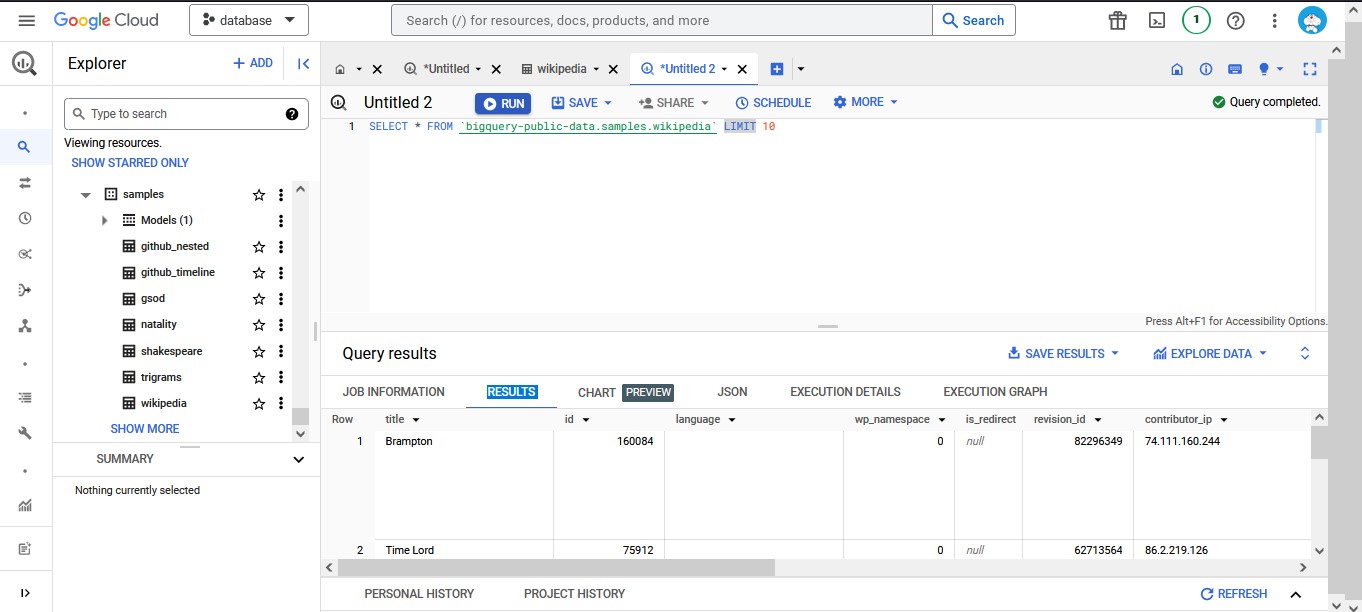 Google Cloud
database
Search (/) for resources, docs, products, and more
Search
1
Explorer
+ ADD
Type to search
Viewing resources.
SHOW STARRED ONLY
samples
Models (1)
github_nested
github_timeline
gsod
natality
shakespeare
trigrams
wikipedia
SHOW MORE
SUMMARY
Nothing currently selected
*Untitled
wikipedia
*Untitled 2
Untitled 2
RUN
SAVE
SHARE
SCHEDULE
MORE
Query completed.
1 SELECT * FROM `bigquery-public-data.samples.wikipedia` LIMIT 10
Press Alt+F1 for Accessibility Options.
Query results
SAVE RESULTS
EXPLORE DATA
JOB INFORMATION RESULTS CHART PREVIEW JSON EXECUTION DETAILS EXECUTION GRAPH
Row title id language wp_namespace is_redirect revision_id contributor_ip
1 Brampton 160084 0 null 82296349 74.111.160.244
2 Time Lord 75912 0 null 62713564 86.2.219.126
PERSONAL HISTORY PROJECT HISTORY REFRESH